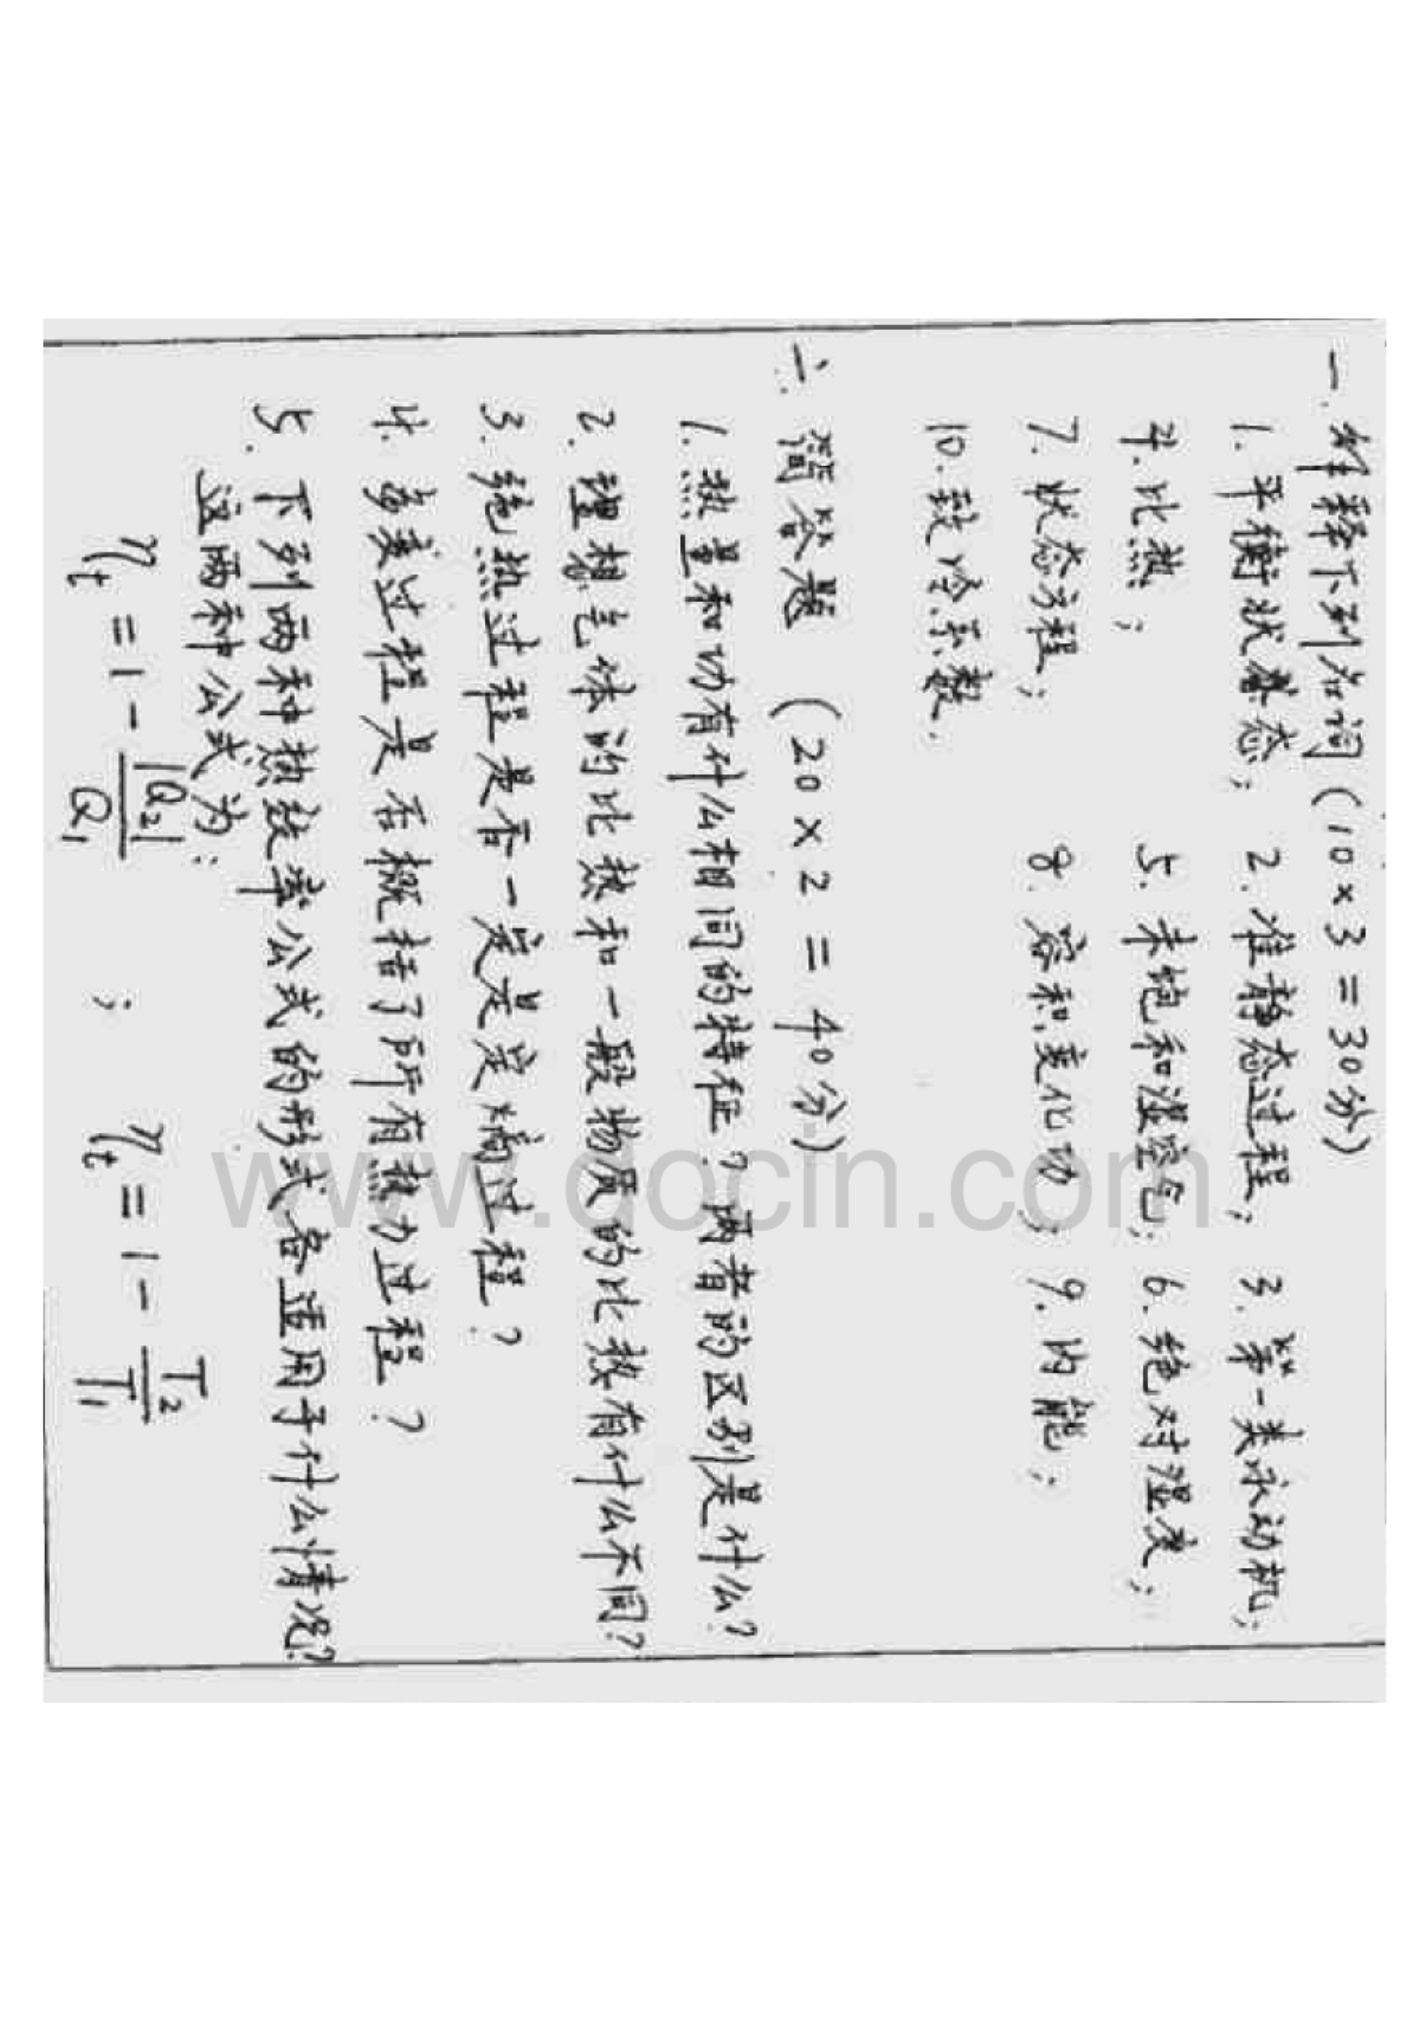 一. 解释下列名词 (10×3=30分)
1. 平衡状态; 2. 准静态过程; 3. 第一类永动机;
4. 比热; 5. 未饱和湿空气; 6. 绝对湿度;
7. 状态方程; 8. 容积变化功; 9. 内能;
10. 致冷系数.
二. 简答题 (20×2=40分)
1. 热量和功有什么相同的特征? 两者的区别是什么?
2. 理想气体的比热和一般物质的比热有什么不同?
3. 绝热过程是否一定是定熵过程?
4. 多变过程是否概括了所有热力过程?
5. 下列两种热效率公式的形式各适用于什么情况?
这两种公式为:
ηt = 1 - |Q2|/Q1 ; ηt = 1 - T2/T1
www.docin.com